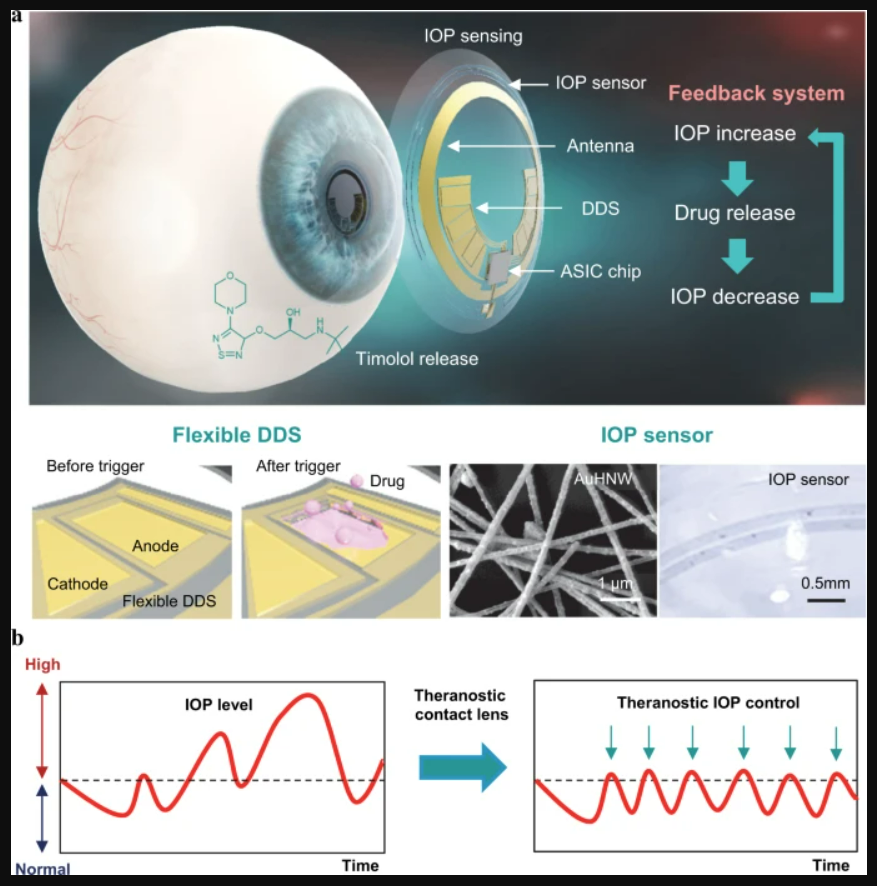 a
IOP sensing
IOP sensor
Antenna
DDS
ASIC chip
Feedback system
IOP increase
Drug release
IOP decrease
O
N
OH
O
H
N
N
S
N
Timolol release
Flexible DDS
Before trigger
Anode
Cathode
Flexible DDS
After trigger
Drug
IOP sensor
AuHNW
1 μm
IOP sensor
0.5mm
b
High
Normal
IOP level
Time
Theranostic
contact lens
Theranostic IOP control
Time